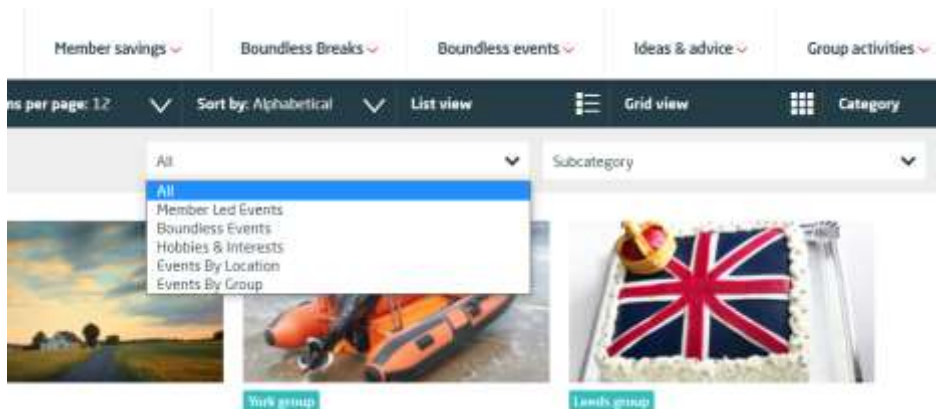 Member savings
Boundless Breaks
Boundless events
Ideas & advice
Group activities
ns per page: 12
Sort by: Alphabetical
List view
Grid view
Category
All
Subcategory
All
Member Led Events
Boundless Events
Hobbies & Interests
Events By Location
Events By Group
York group
Leeds group